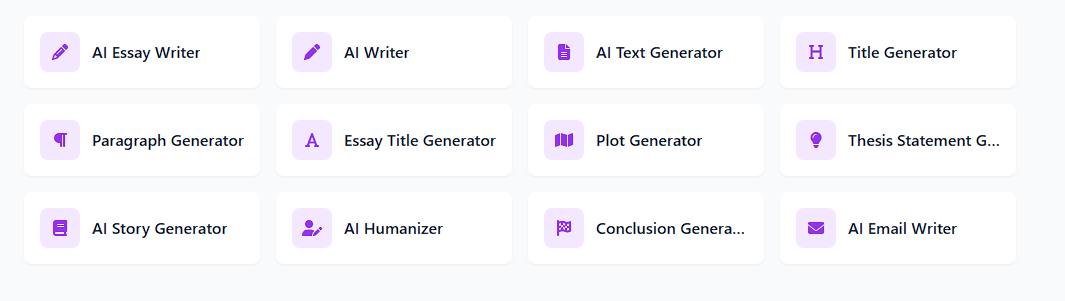 AI Essay Writer
AI Writer
AI Text Generator
Title Generator
Paragraph Generator
Essay Title Generator
Plot Generator
Thesis Statement G...
AI Story Generator
AI Humanizer
Conclusion Genera...
AI Email Writer